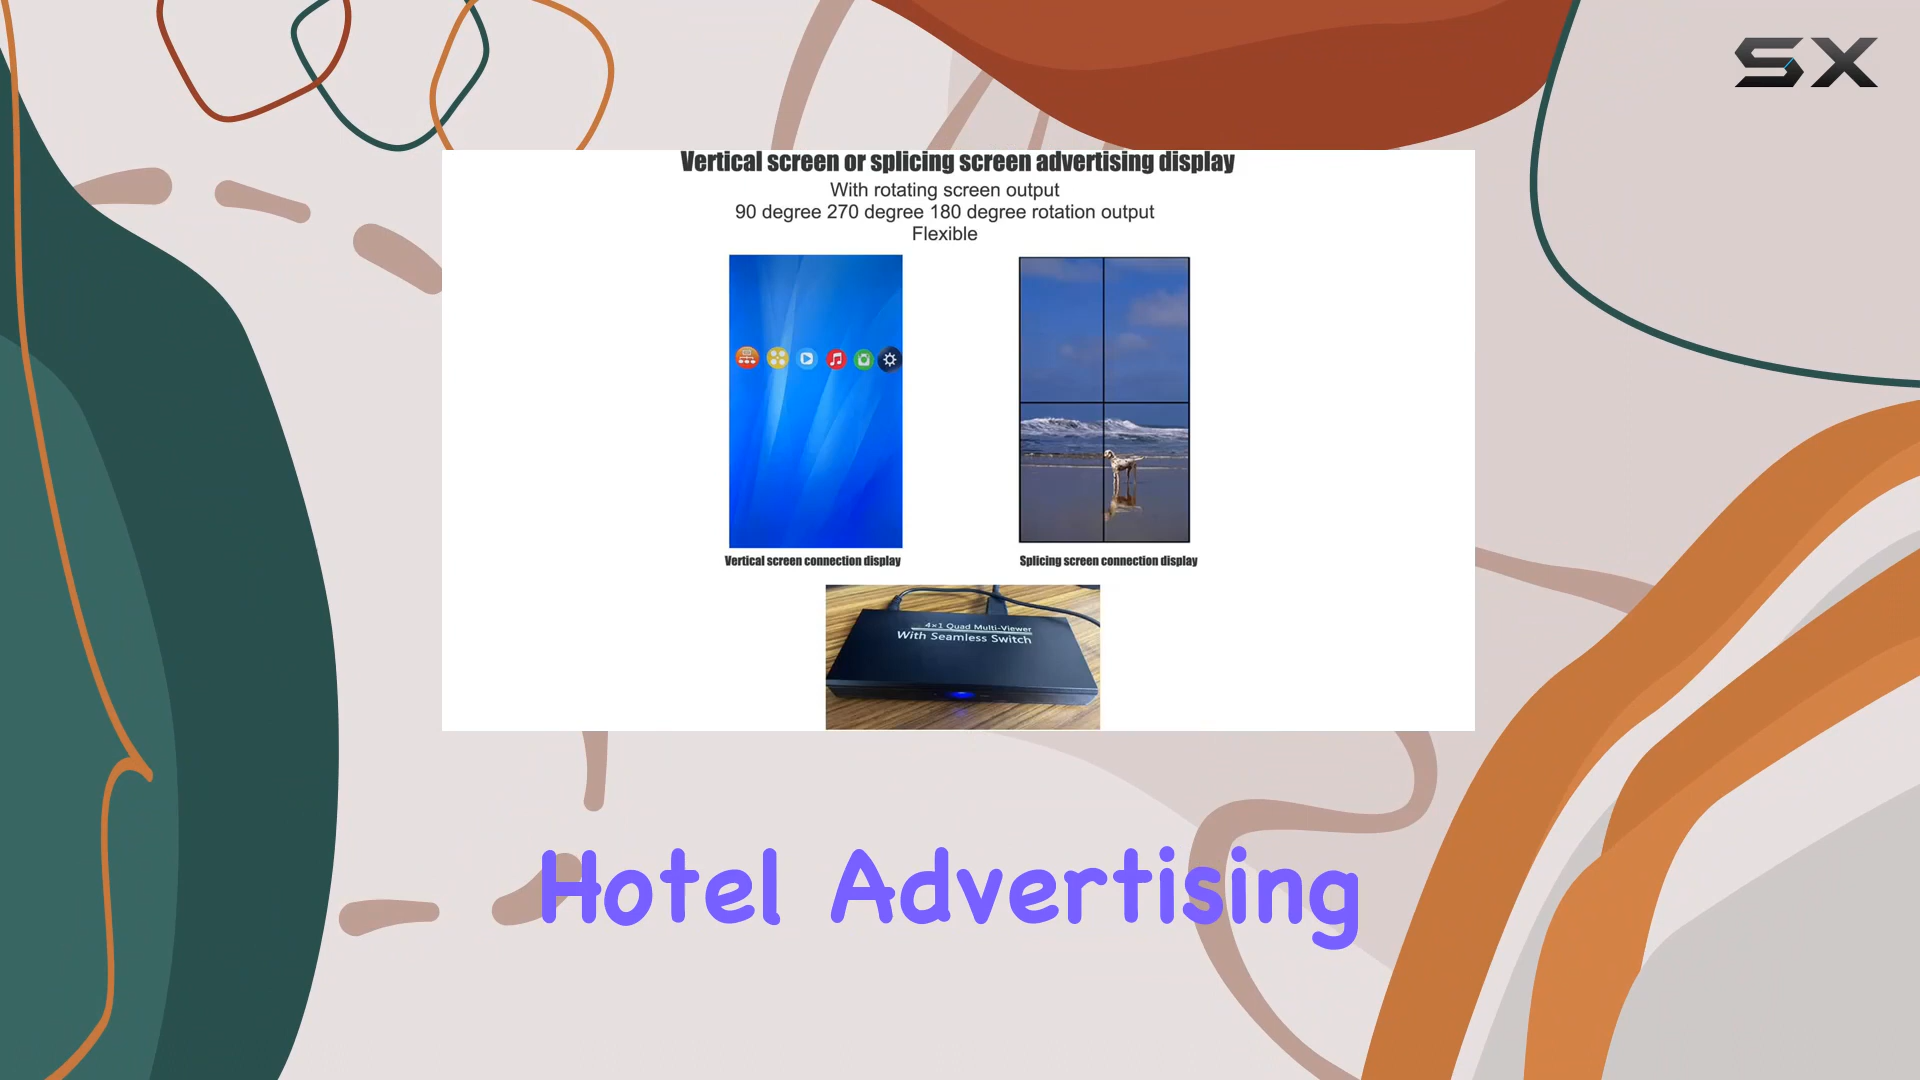 SX
Vertical screen or splicing screen advertising display
With rotating screen output
90 degree 270 degree 180 degree rotation output
Flexible
Vertical screen connection display
Splicing screen connection display
4×1 Quad Multi-Viewer
With Seamless Switch
Hotel Advertising